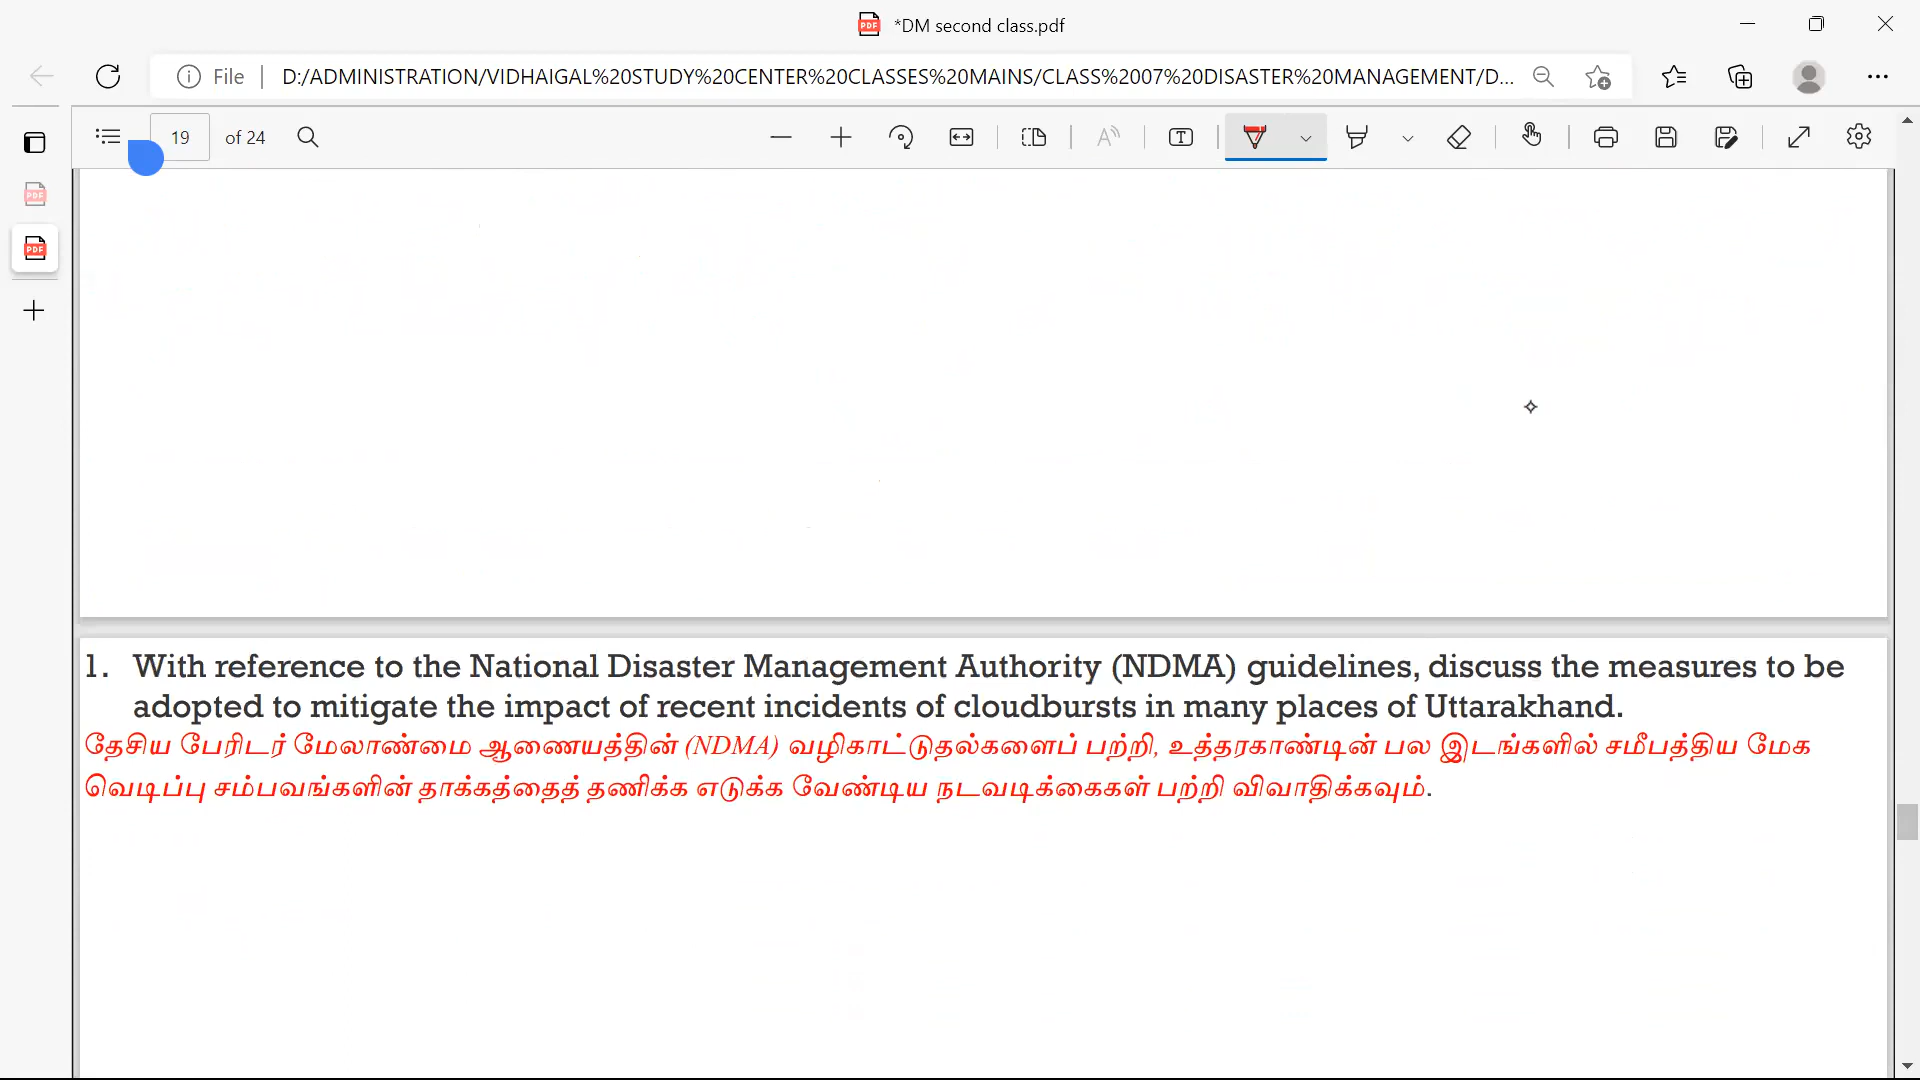 *DM second class.pdf
File
D:/ADMINISTRATION/VIDHAIGAL%20STUDY%20CENTER%20CLASSES%20MAINS/CLASS%2007%20DISASTER%20MANAGEMENT/D...
19 of 24
1. With reference to the National Disaster Management Authority (NDMA) guidelines, discuss the measures to be
adopted to mitigate the impact of recent incidents of cloudbursts in many places of Uttarakhand.
தேசிய பேரிடர் மேலாண்மை ஆணையத்தின் (NDMA) வழிகாட்டுதல்களைப் பற்றி, உத்தரகாண்டின் பல இடங்களில் சமீபத்திய மேக
வெடிப்பு சம்பவங்களின் தாக்கத்தைத் தணிக்க எடுக்க வேண்டிய நடவடிக்கைகள் பற்றி விவாதிக்கவும்.